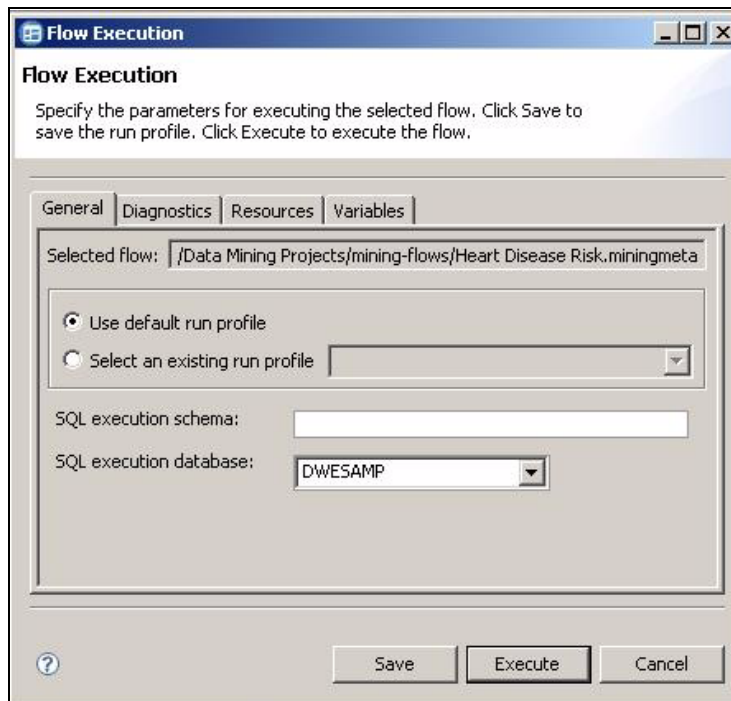 Flow Execution
Flow Execution
Specify the parameters for executing the selected flow. Click Save to
save the run profile. Click Execute to execute the flow.
General Diagnostics Resources Variables
Selected flow: /Data Mining Projects/mining-flows/Heart Disease Risk.miningmeta
Use default run profile
Select an existing run profile
SQL execution schema:
SQL execution database: DWESAMP
? Save Execute Cancel